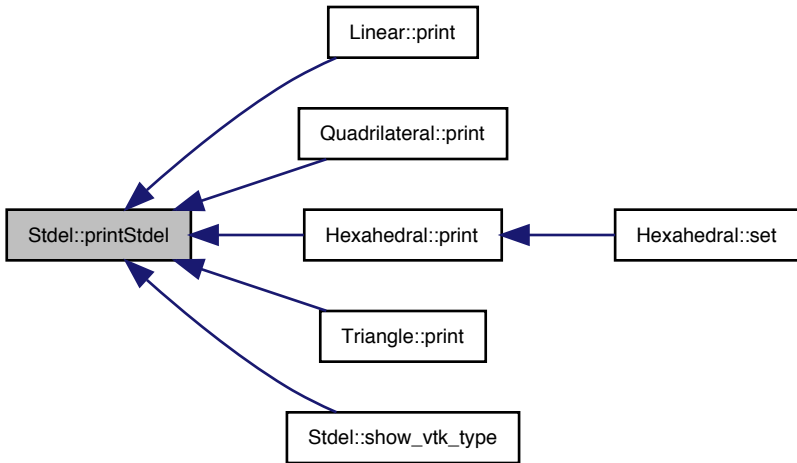 Linear::print
Quadrilateral::print
Stdel::printStdel
Hexahedral::print
Hexahedral::set
Triangle::print
Stdel::show_vtk_type